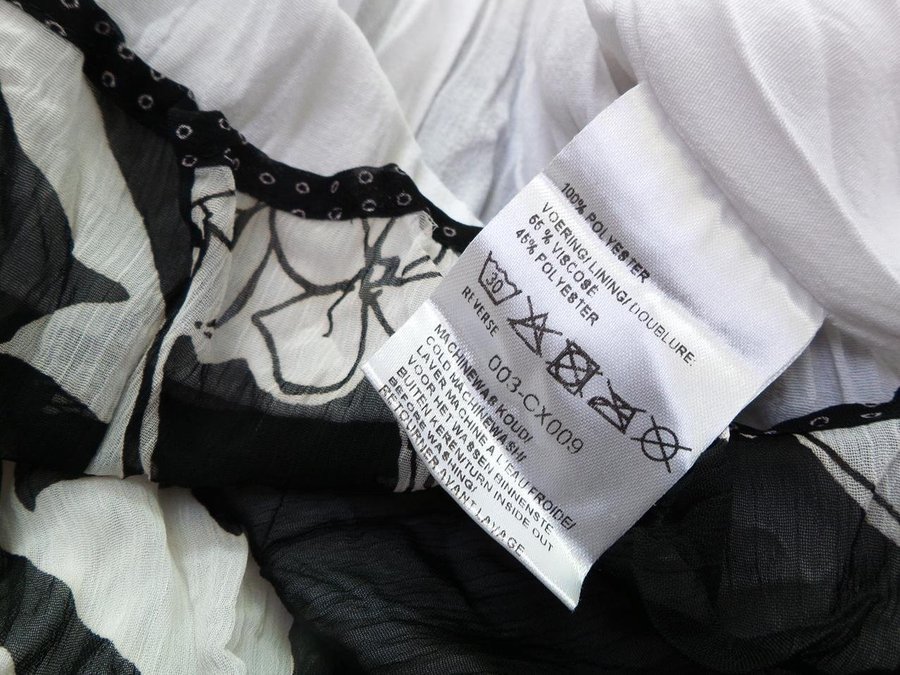 100% POLYESTER
VOERING/ LINING/ DOUBLURE:
55 % VISCOSE
45% POLYESTER
30
REVERSE 003-CX009
MACHINEWAS KOUD/
COLD MACHINEWASH/
LAVER MACHINE A L'EAU FROIDE/
VOOR HET WASSEN BINNENSTE
BUITEN KEREN/TURN INSIDE OUT
BEFORE WASHING/
RETOURNER AVANT LAVAGE